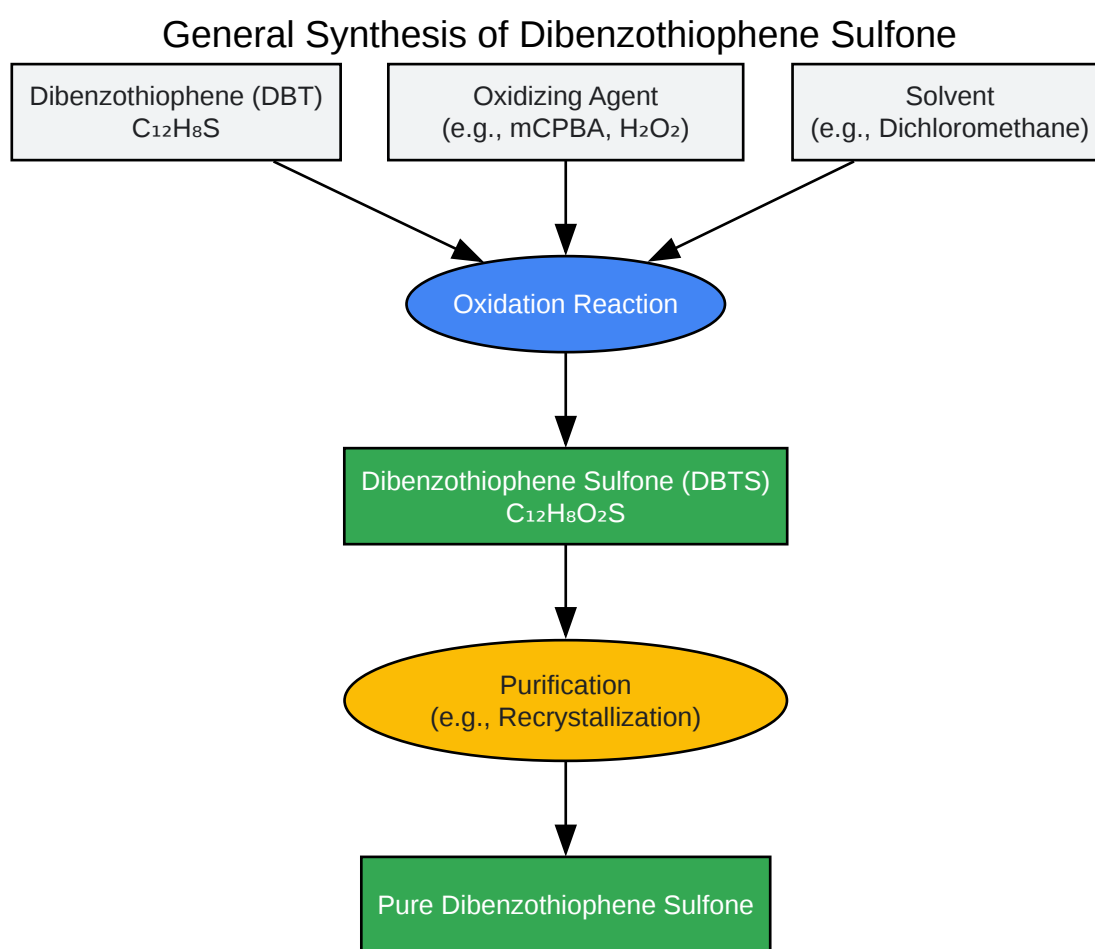 General Synthesis of Dibenzothiophene Sulfone
Dibenzothiophene (DBT)
C₁₂H₈S
Oxidizing Agent
(e.g., mCPBA, H₂O₂)
Solvent
(e.g., Dichloromethane)
Oxidation Reaction
Dibenzothiophene Sulfone (DBTS)
C₁₂H₈O₂S
Purification
(e.g., Recrystallization)
Pure Dibenzothiophene Sulfone